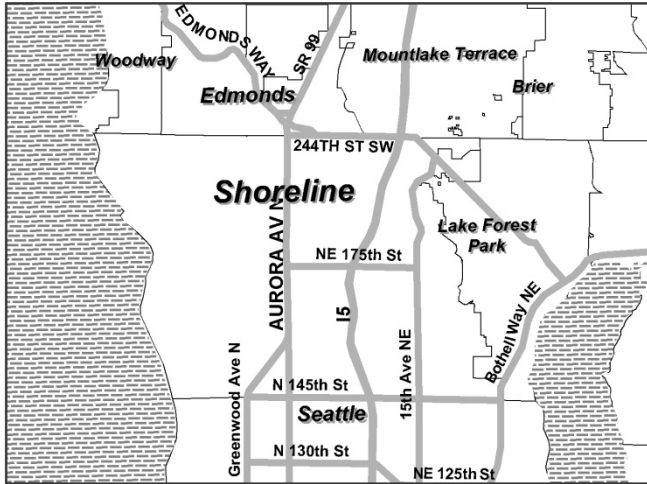 EDMONDS WAY
SR 99
Woodway
Mountlake Terrace
Edmonds
Brier
244TH ST SW
Shoreline
AURORA AV N
Lake Forest
Park
NE 175th St
I5
Bothell Way NE
15th Ave NE
Greenwood Ave N
N 145th St
Seattle
N 130th St
NE 125th St